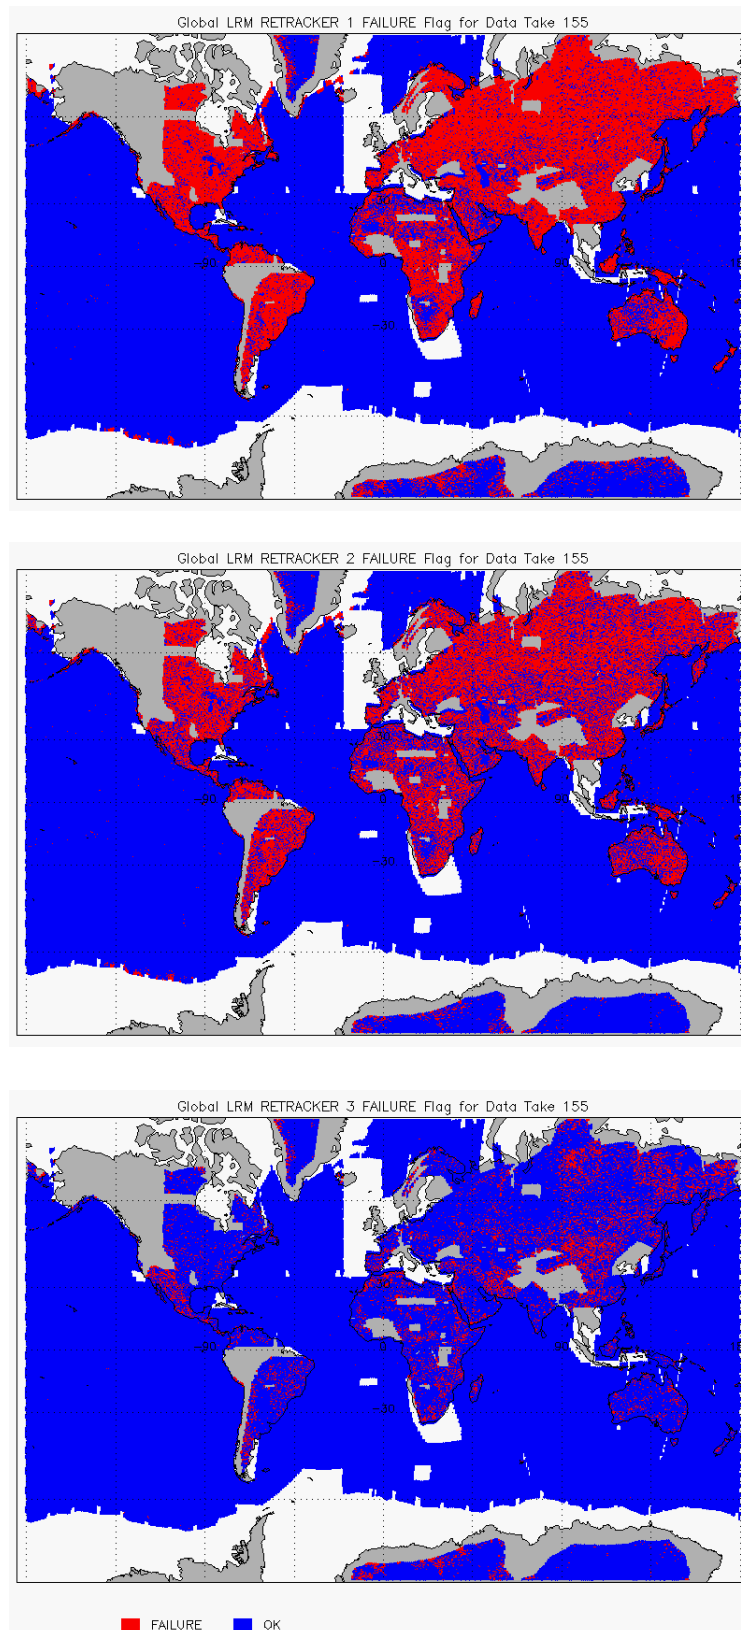 Global LRM RETRACKER 1 FAILURE Flag for Data Take 155
Global LRM RETRACKER 2 FAILURE Flag for Data Take 155
Global LRM RETRACKER 3 FAILURE Flag for Data Take 155
FAILURE OK